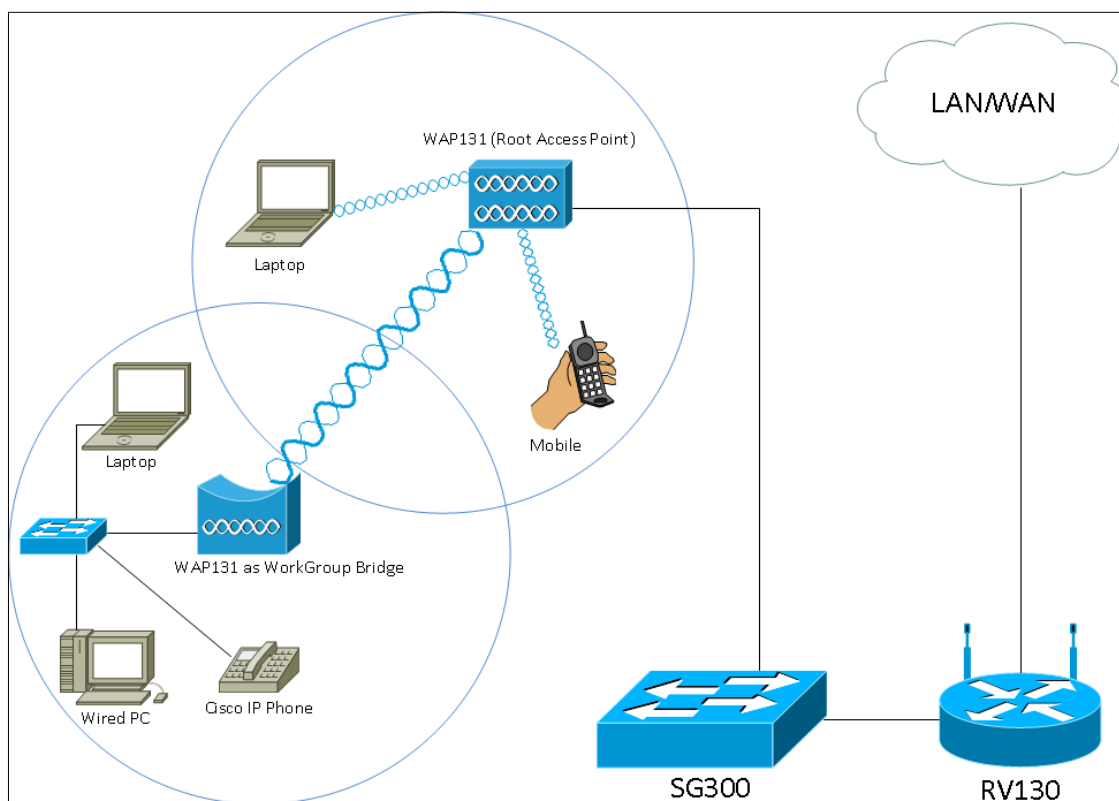 LAN/WAN
WAP131 (Root Access Point)
Laptop
Mobile
Laptop
WAP131 as WorkGroup Bridge
Wired PC
Cisco IP Phone
SG300
RV130